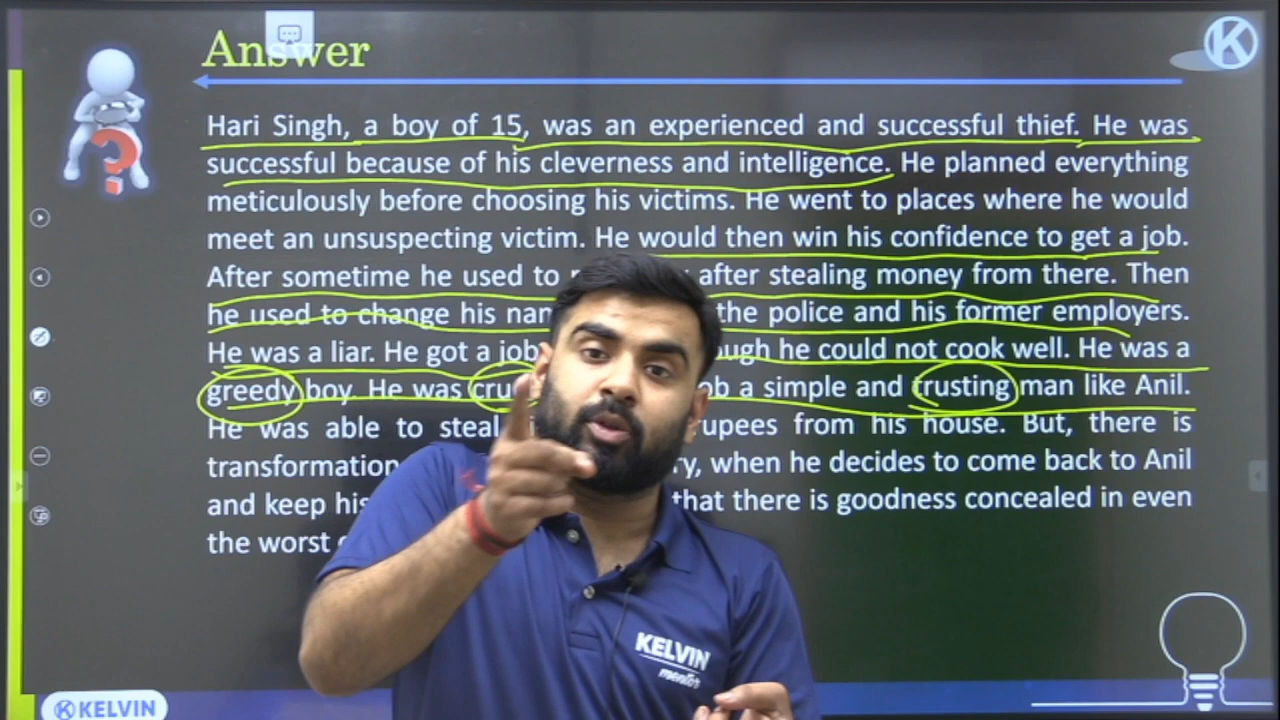 Answer
Hari Singh, a boy of 15, was an experienced and successful thief. He was
successful because of his cleverness and intelligence. He planned everything
meticulously before choosing his victims. He went to places where he would
meet an unsuspecting victim. He would then win his confidence to get a job.
After sometime he used to after stealing money from there. Then
he used to change his the police and his former employers.
He was a liar. He got a job he could not cook well. He was a
greedy boy. He was a simple and trusting man like Anil.
He was able to steal rupees from his house. But, there is
transformation when he decides to come back to Anil
and keep his that there is goodness concealed in even
the worst
KELVIN
mentor
K KELVIN